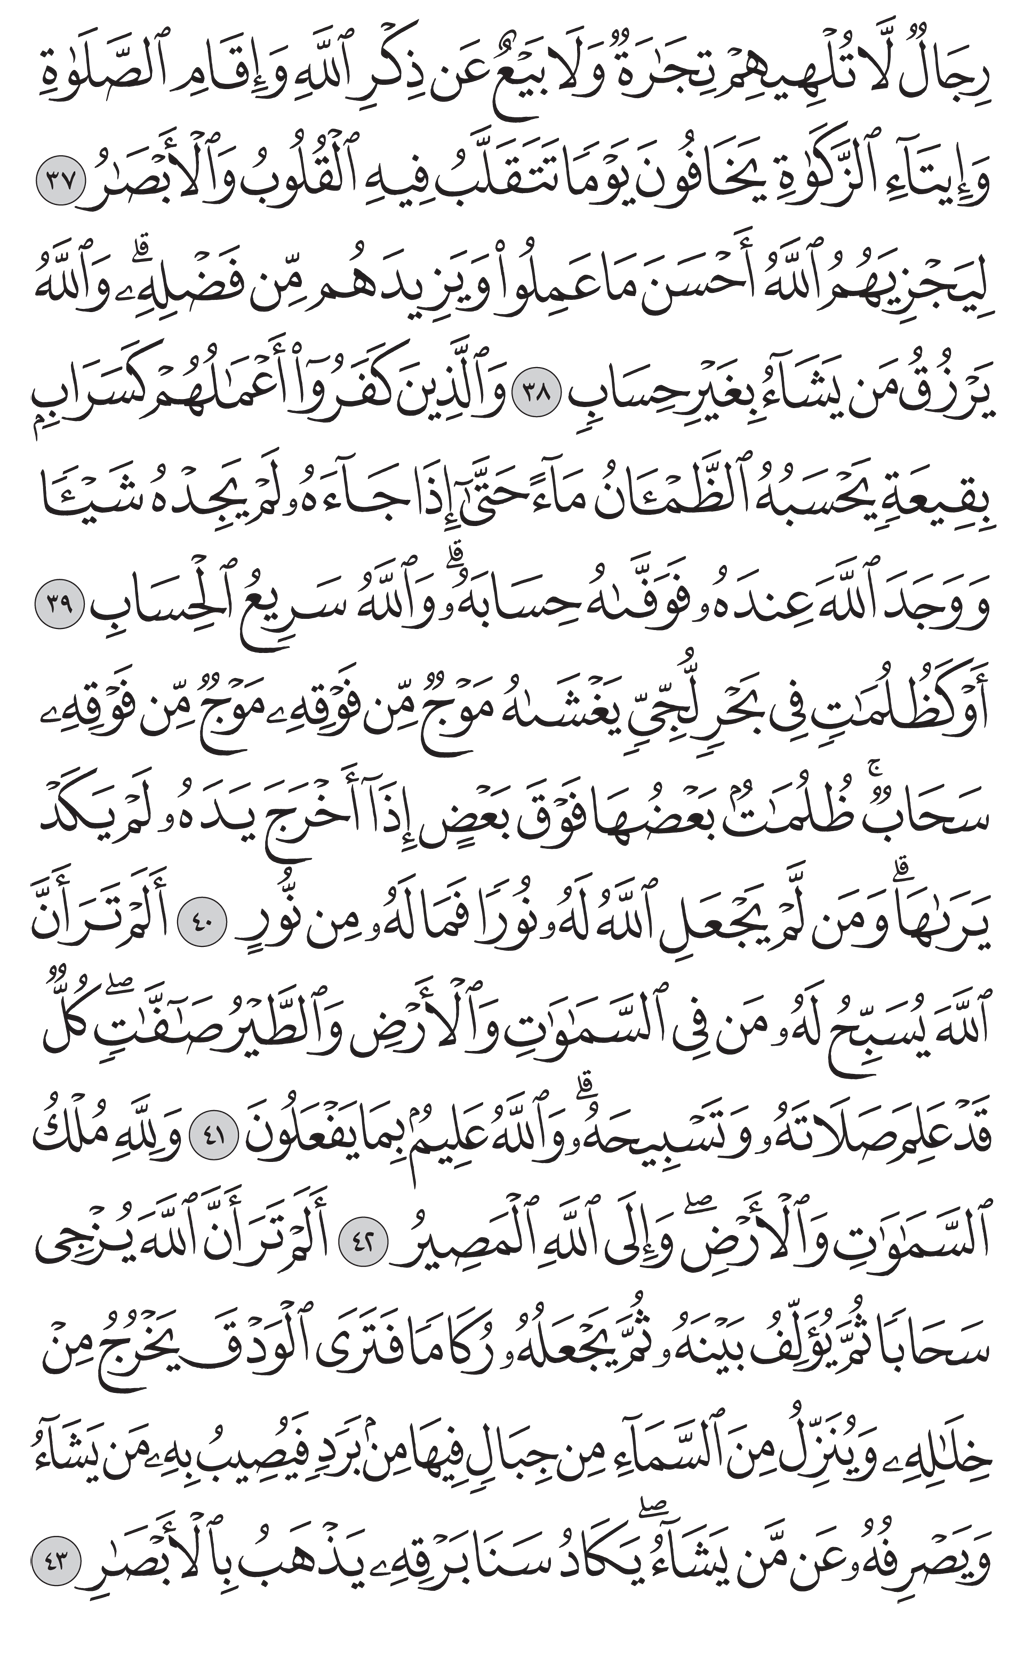 رِجَالٌ لَّا تُلْهِيهِمْ تِجَٰرَةٌ وَلَا بَيْعٌ عَن ذِكْرِ ٱللَّهِ وَإِقَامِ ٱلصَّلَوٰةِ
وَإِيتَآءِ ٱلزَّكَوٰةِ يَخَافُونَ يَوْمًا تَتَقَلَّبُ فِيهِ ٱلْقُلُوبُ وَٱلْأَبْصَٰرُ ٣٧
لِيَجْزِيَهُمُ ٱللَّهُ أَحْسَنَ مَا عَمِلُوا۟ وَيَزِيدَهُم مِّن فَضْلِهِۦ ۗ وَٱللَّهُ
يَرْزُقُ مَن يَشَآءُ بِغَيْرِ حِسَابٍ ٣٨ وَٱلَّذِينَ كَفَرُوٓا۟ أَعْمَٰلُهُمْ كَسَرَابٍۭ
بِقِيعَةٍ يَحْسَبُهُ ٱلظَّمْـَٔانُ مَآءً حَتَّىٰٓ إِذَا جَآءَهُۥ لَمْ يَجِدْهُ شَيْـًٔا
وَوَجَدَ ٱللَّهَ عِندَهُۥ فَوَفَّىٰهُ حِسَابَهُۥ ۗ وَٱللَّهُ سَرِيعُ ٱلْحِسَابِ ٣٩
أَوْ كَظُلُمَٰتٍ فِى بَحْرٍ لُّجِّىٍّ يَغْشَىٰهُ مَوْجٌ مِّن فَوْقِهِۦ مَوْجٌ مِّن فَوْقِهِۦ
سَحَابٌ ۚ ظُلُمَٰتٌۢ بَعْضُهَا فَوْقَ بَعْضٍ إِذَآ أَخْرَجَ يَدَهُۥ لَمْ يَكَدْ
يَرَىٰهَا ۗ وَمَن لَّمْ يَجْعَلِ ٱللَّهُ لَهُۥ نُورًا فَمَا لَهُۥ مِن نُّورٍ ٤٠ أَلَمْ تَرَ أَنَّ
ٱللَّهَ يُسَبِّحُ لَهُۥ مَن فِى ٱلسَّمَٰوَٰتِ وَٱلْأَرْضِ وَٱلطَّيْرُ صَٰٓفَّٰتٍ ۖ كُلٌّ
قَدْ عَلِمَ صَلَاتَهُۥ وَتَسْبِيحَهُۥ ۗ وَٱللَّهُ عَلِيمٌۢ بِمَا يَفْعَلُونَ ٤١ وَلِلَّهِ مُلْكُ
ٱلسَّمَٰوَٰتِ وَٱلْأَرْضِ ۖ وَإِلَى ٱللَّهِ ٱلْمَصِيرُ ٤٢ أَلَمْ تَرَ أَنَّ ٱللَّهَ يُزْجِى
سَحَابًا ثُمَّ يُؤَلِّفُ بَيْنَهُۥ ثُمَّ يَجْعَلُهُۥ رُكَامًا فَتَرَى ٱلْوَدْقَ يَخْرُجُ مِنْ
خِلَٰلِهِۦ وَيُنَزِّلُ مِنَ ٱلسَّمَآءِ مِن جِبَالٍ فِيهَا مِنۢ بَرَدٍ فَيُصِيبُ بِهِۦ مَن يَشَآءُ
وَيَصْرِفُهُۥ عَن مَّن يَشَآءُ ۖ يَكَادُ سَنَا بَرْقِهِۦ يَذْهَبُ بِٱلْأَبْصَٰرِ ٤٣